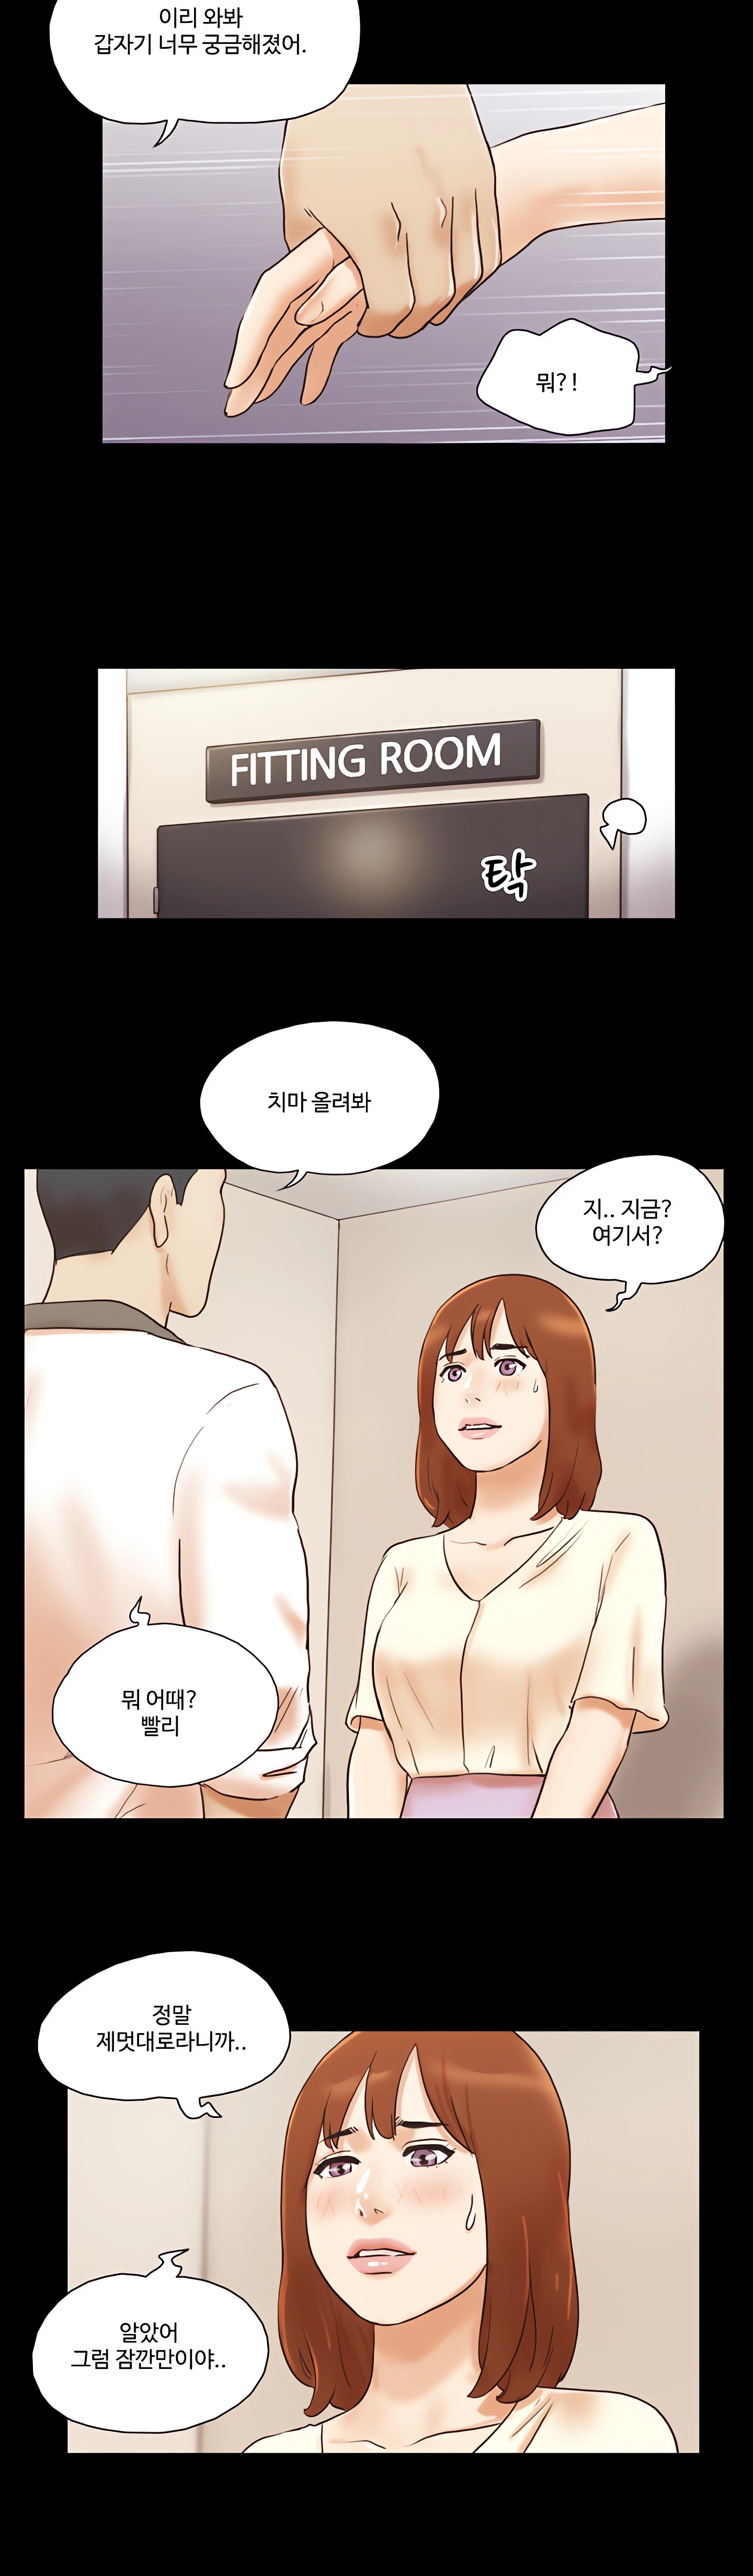 이리 와봐
갑자기 너무 궁금해졌어.
뭐?!
FITTING ROOM
탁
치마 올려봐
지.. 지금?
여기서?
뭐 어때?
빨리
정말
제멋대로라니까..
알았어
그럼 잠깐만이야..